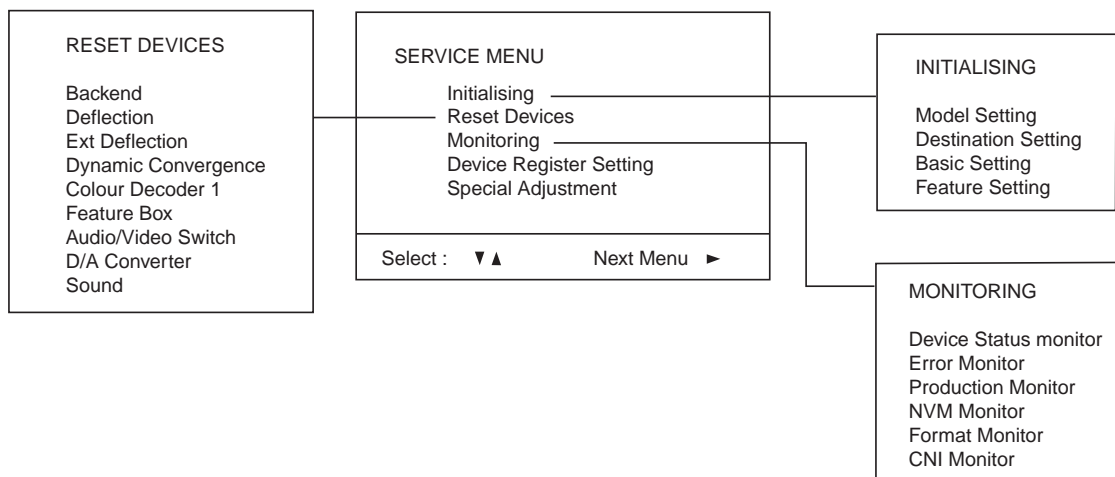 RESET DEVICES
Backend
Deflection
Ext Deflection
Dynamic Convergence
Colour Decoder 1
Feature Box
Audio/Video Switch
D/A Converter
Sound
SERVICE MENU
Initialising
Reset Devices
Monitoring
Device Register Setting
Special Adjustment
Select : ▼▲ Next Menu ►
INITIALISING
Model Setting
Destination Setting
Basic Setting
Feature Setting
MONITORING
Device Status monitor
Error Monitor
Production Monitor
NVM Monitor
Format Monitor
CNI Monitor